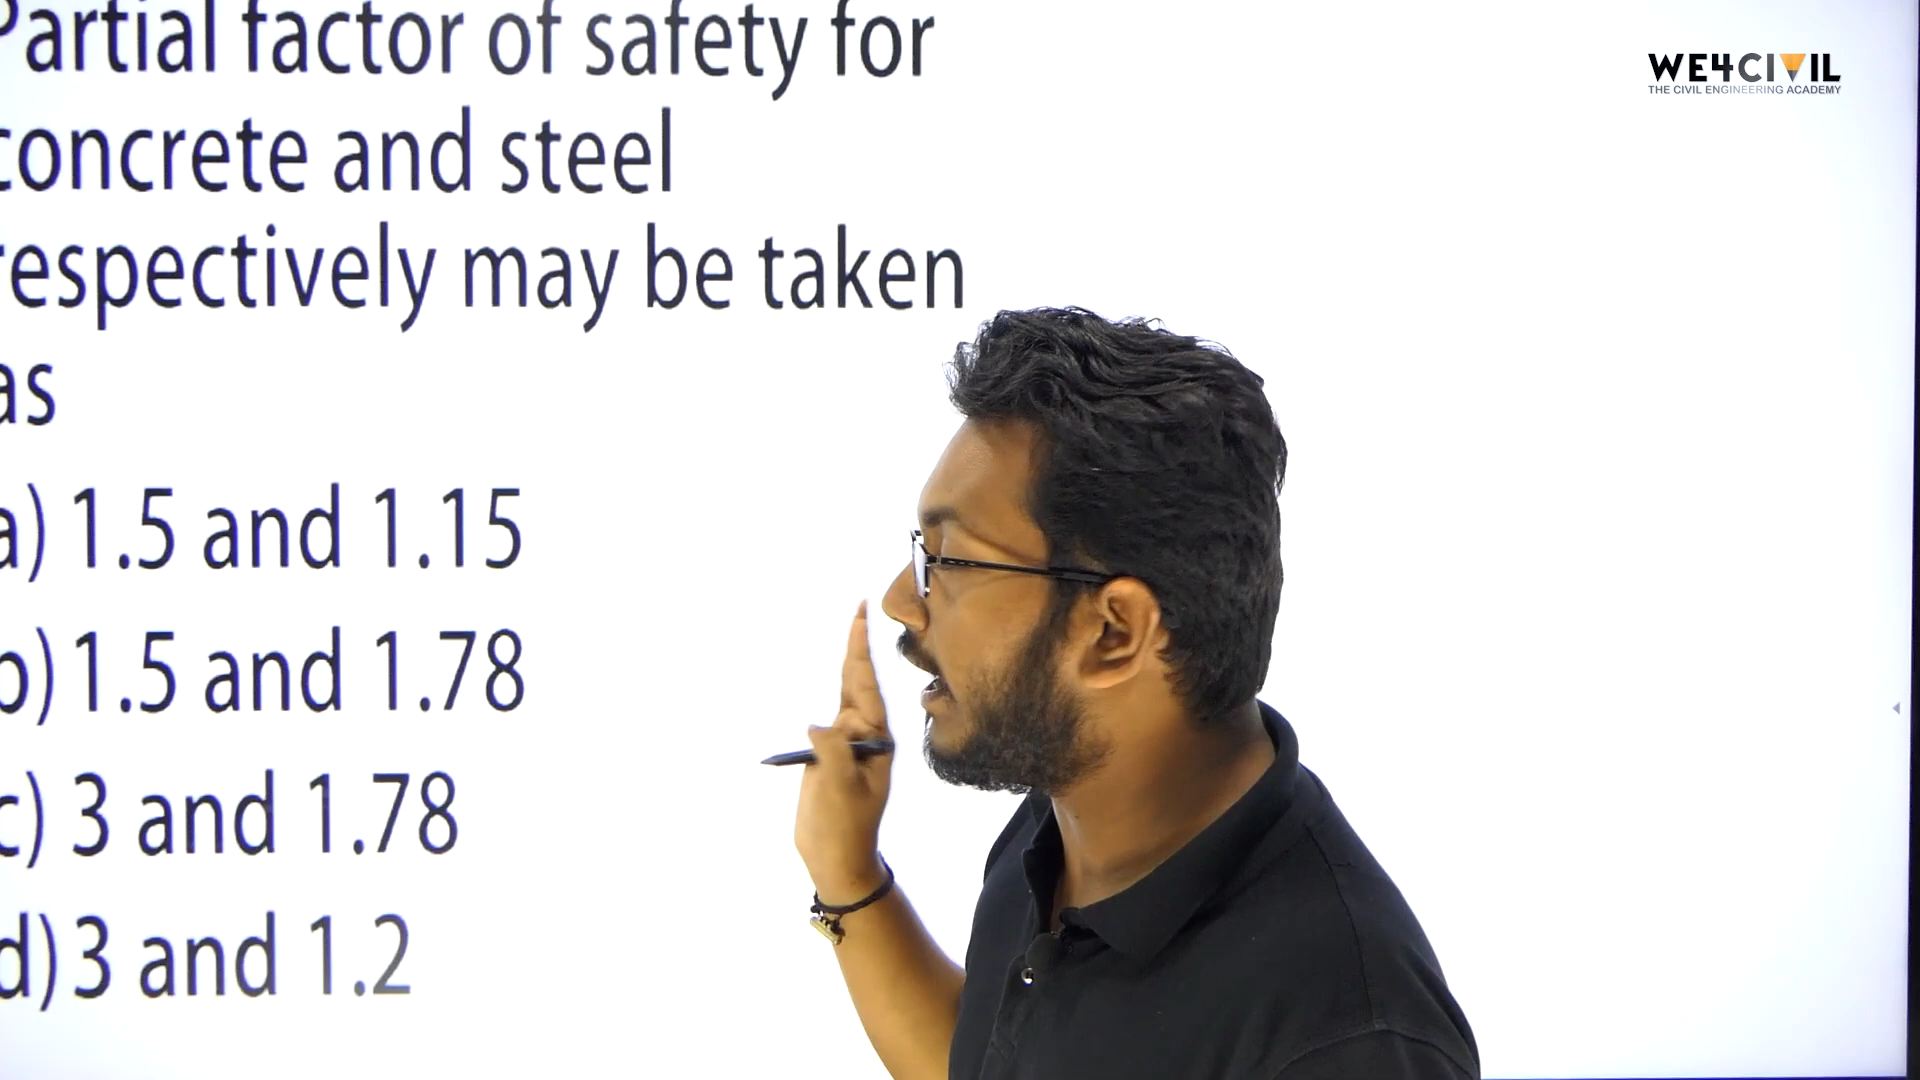 Partial factor of safety for
concrete and steel
respectively may be taken
as
a) 1.5 and 1.15
b) 1.5 and 1.78
c) 3 and 1.78
d) 3 and 1.2
WE4CIVIL
THE CIVIL ENGINEERING ACADEMY